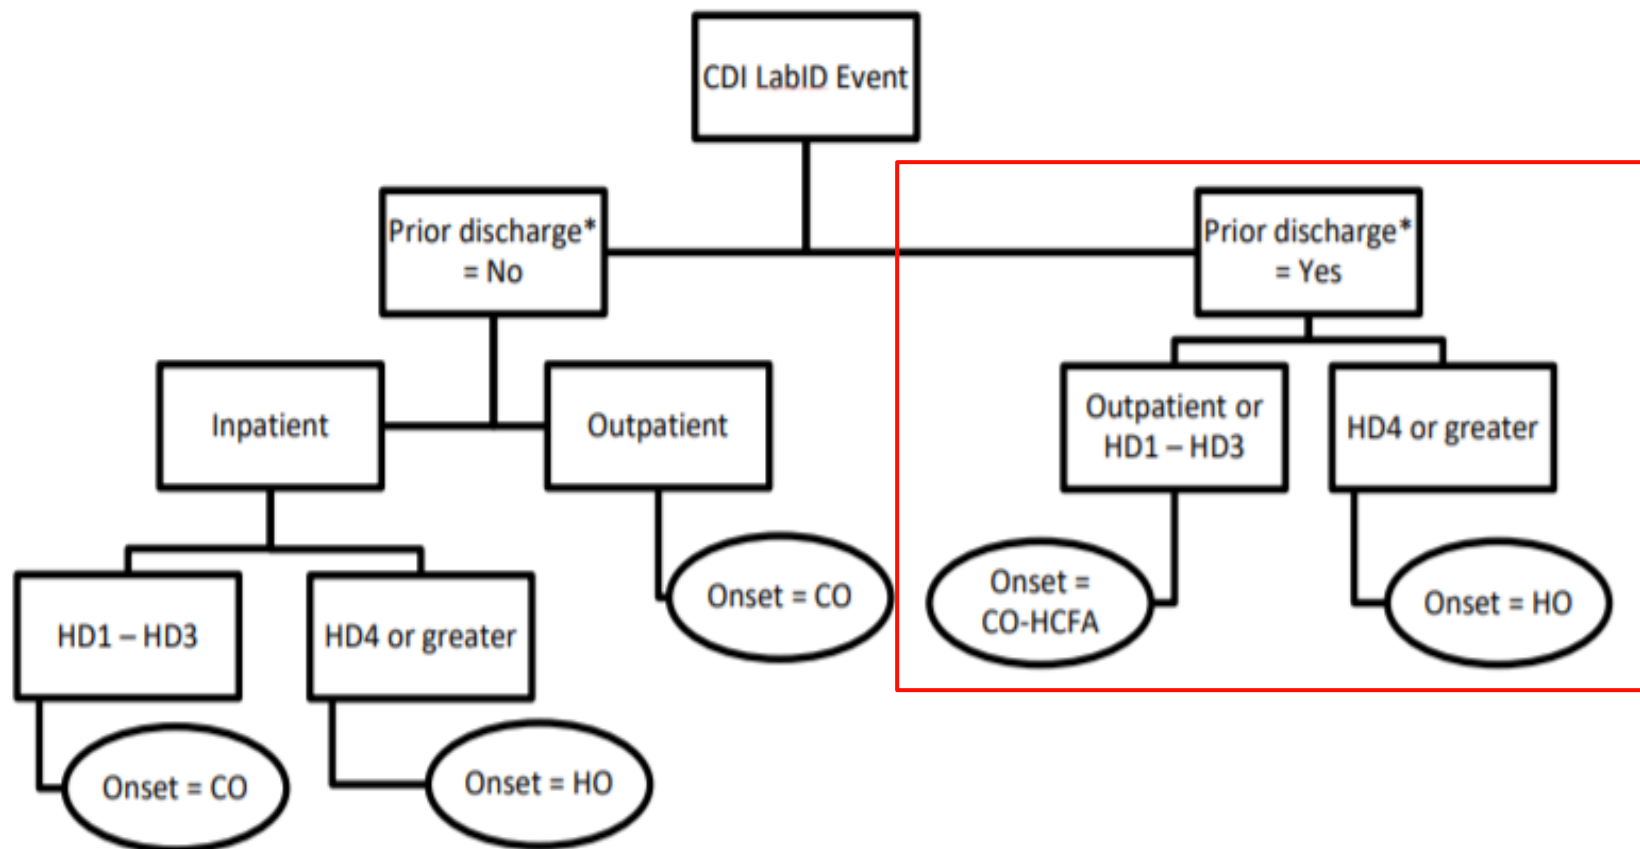 CDI LabID Event
Prior discharge*
= No
Prior discharge*
= Yes
Inpatient
Outpatient
Outpatient or
HD1 – HD3
HD4 or greater
HD1 – HD3
HD4 or greater
Onset = CO
Onset =
CO-HCFA
Onset = HO
Onset = CO
Onset = HO